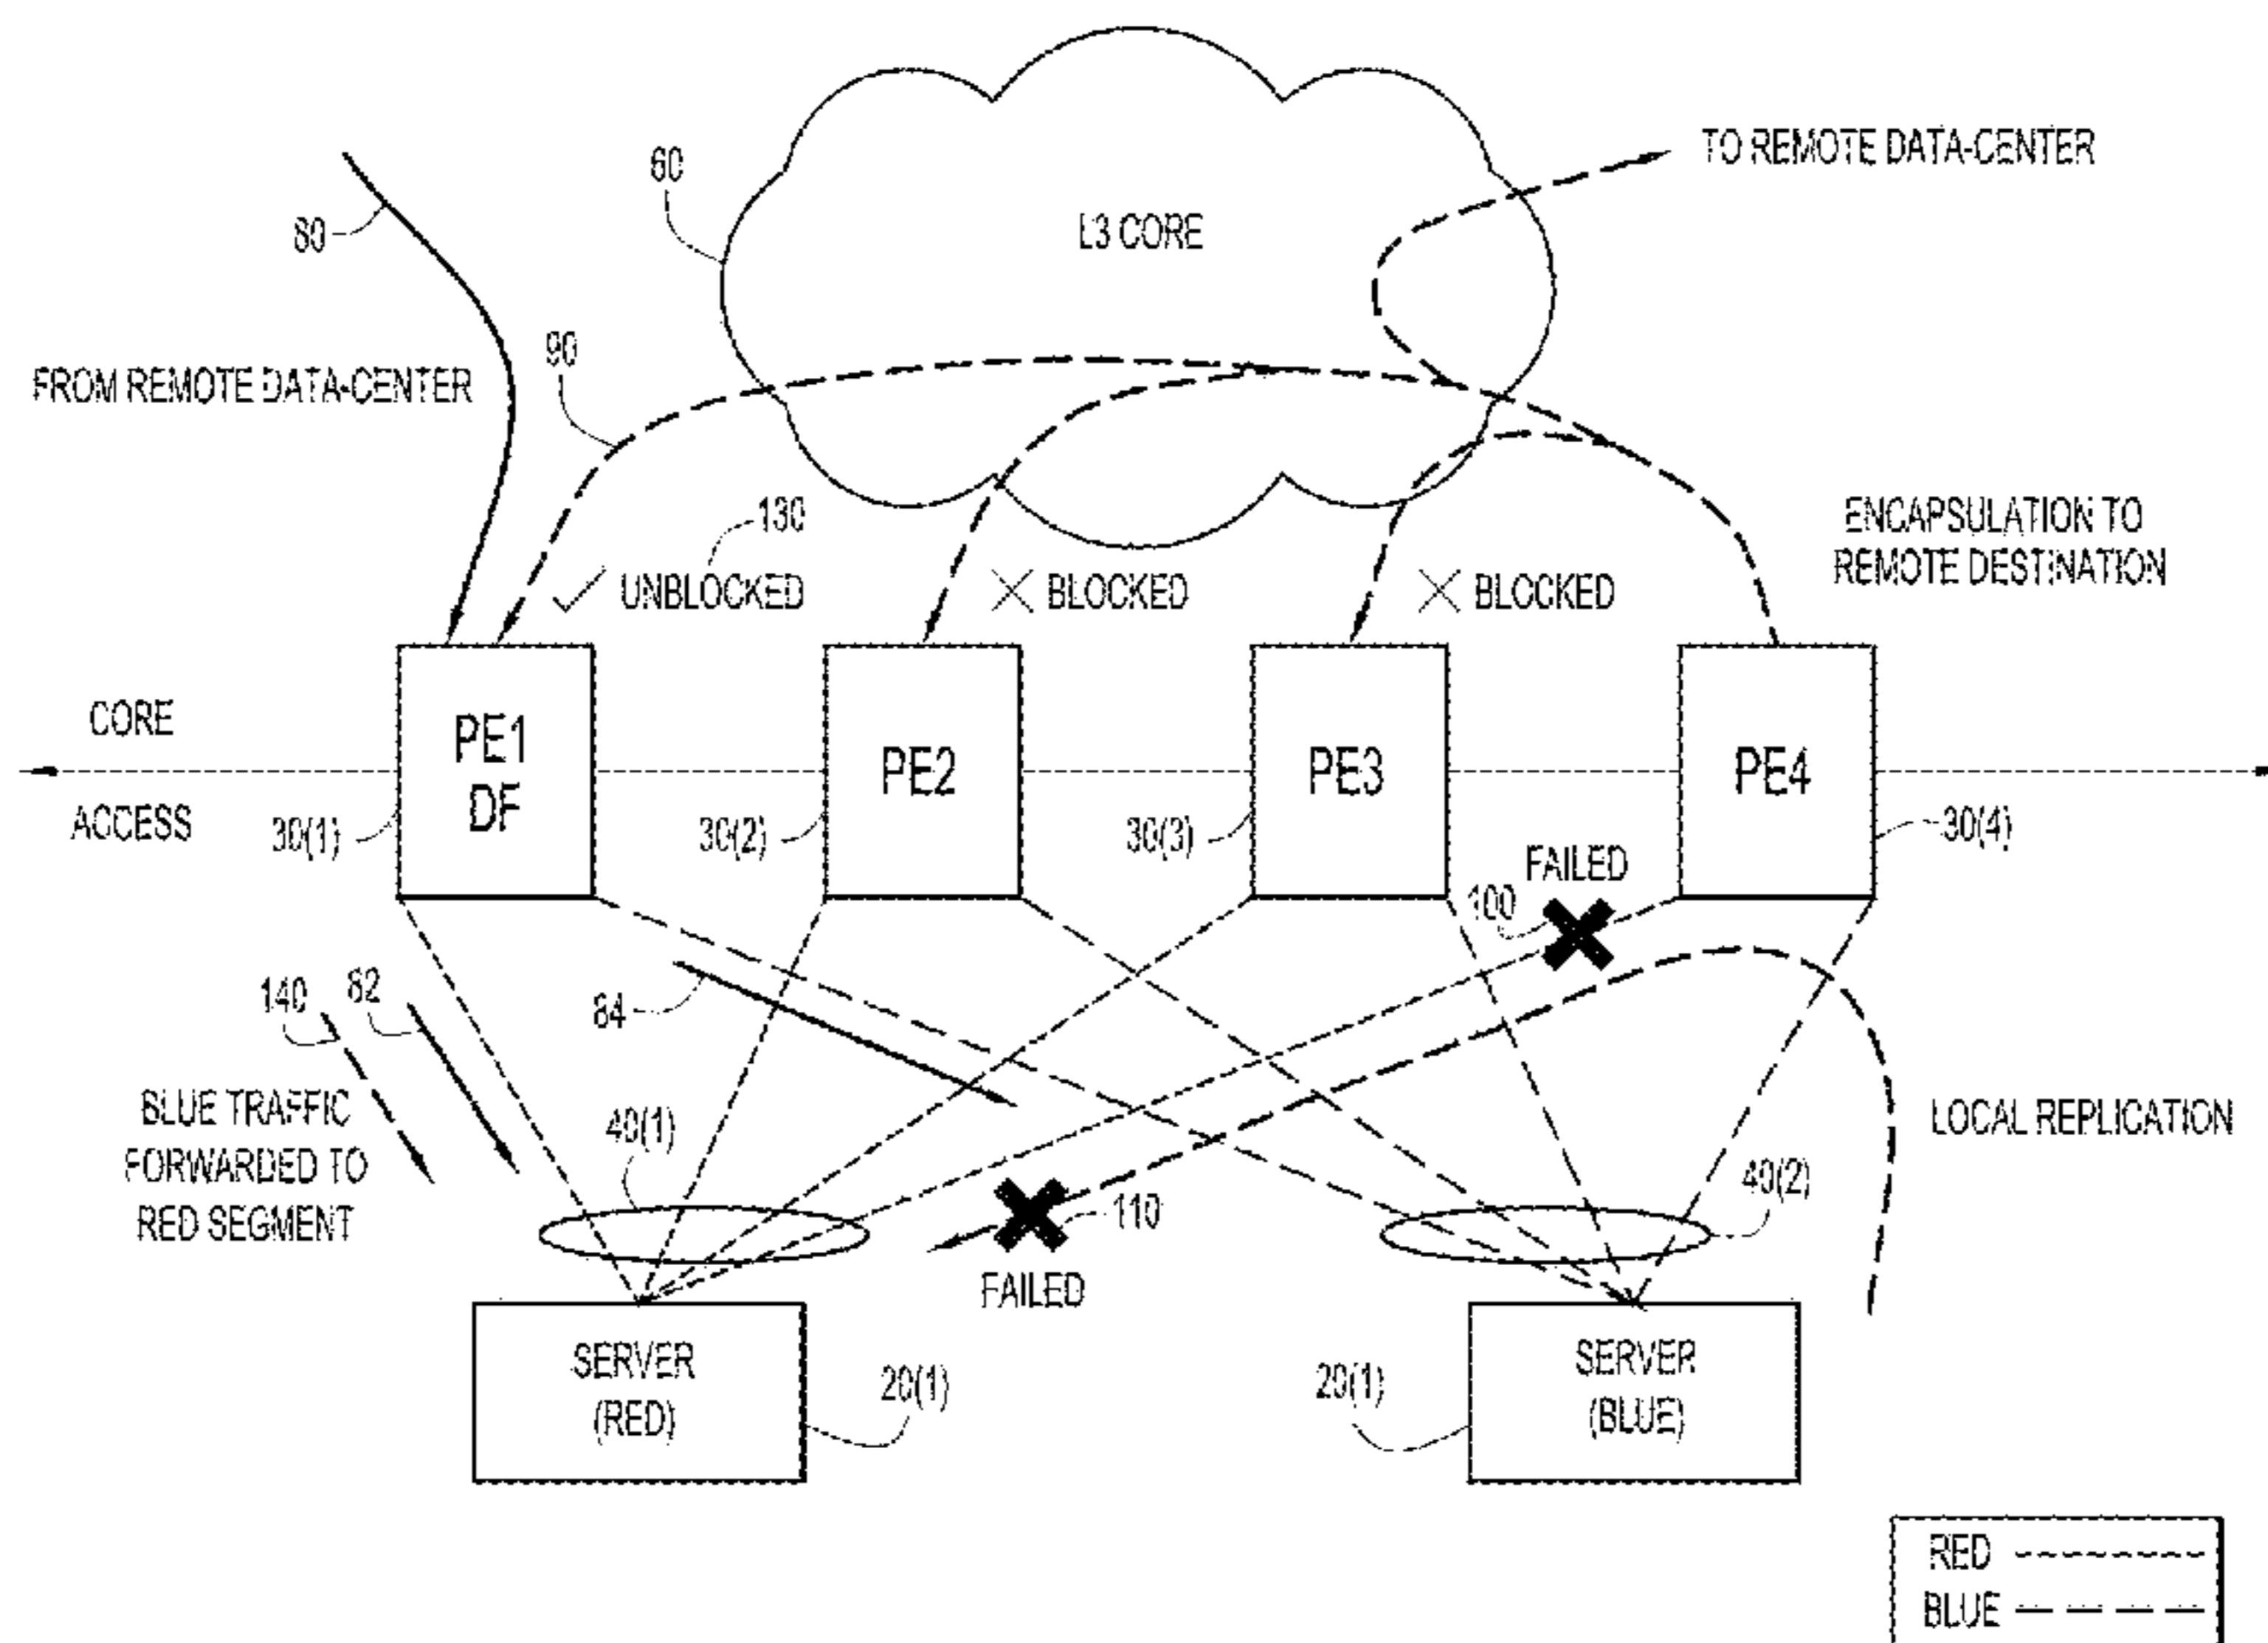 TO REMOTE DATA-CENTER
60
L3 CORE
80
90
FROM REMOTE DATA-CENTER
130
ENCAPSULATION TO
REMOTE DESTINATION
UNBLOCKED
BLOCKED
BLOCKED
CORE
ACCESS
PE1
DF
PE2
PE3
PE4
30(1)
30(2)
30(3)
30(4)
FAILED
100
140
82
84
BLUE TRAFFIC
FORWARDED TO
RED SEGMENT
40(1)
LOCAL REPLICATION
40(2)
110
FAILED
SERVER
(RED)
20(1)
20(1)
SERVER
(BLUE)
RED
BLUE